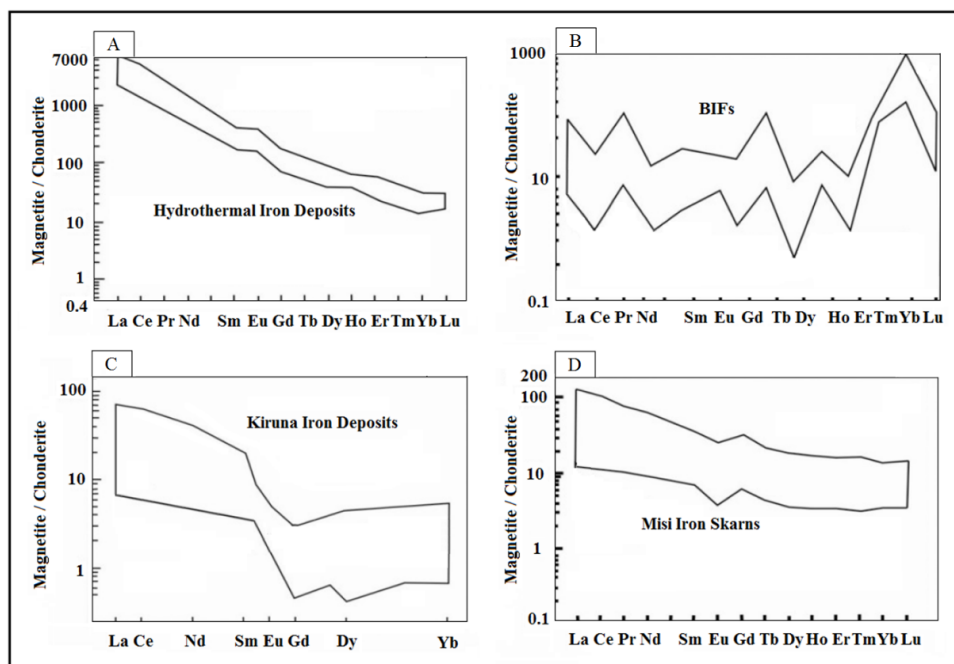 A
7000
1000
100
10
1
0.4
Magnetite / Chonderite
Hydrothermal Iron Deposits
La Ce Pr Nd Sm Eu Gd Tb Dy Ho Er Tm Yb Lu
B
1000
10
0.1
Magnetite / Chonderite
BIFs
La Ce Pr Nd Sm Eu Gd Tb Dy Ho Er Tm Yb Lu
C
100
10
1
Magnetite / Chonderite
Kiruna Iron Deposits
La Ce Nd Sm Eu Gd Dy Yb
D
200
100
10
1
0.1
Magnetite / Chonderite
Misi Iron Skarns
La Ce Pr Nd Sm Eu Gd Tb Dy Ho Er Tm Yb Lu